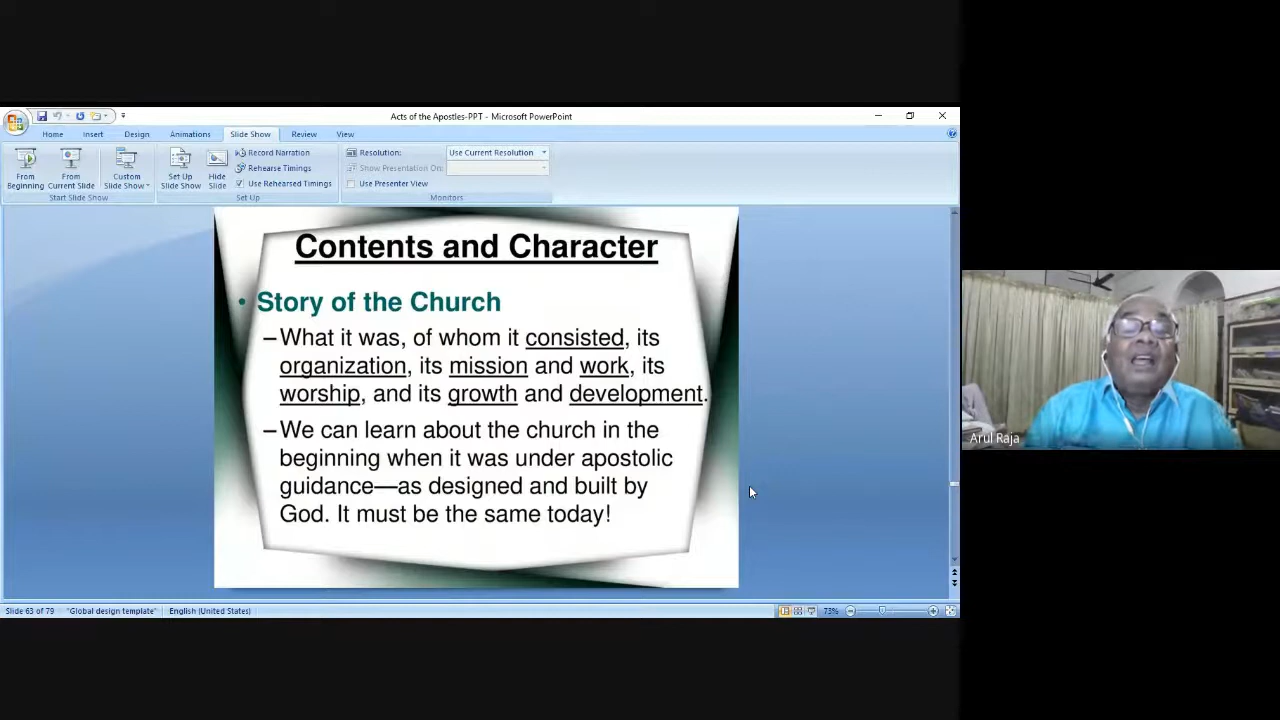 Acts of the Apostles-PPT - Microsoft PowerPoint
Home Insert Design Animations Slide Show Review View
From Beginning
From Current Slide
Custom Slide Show
Start Slide Show
Set Up Slide Show
Hide Slide
Record Narration
Rehearse Timings
Use Rehearsed Timings
Set Up
Resolution: Use Current Resolution
Show Presentation On:
Use Presenter View
Monitors
Contents and Character
• Story of the Church
–What it was, of whom it consisted, its
organization, its mission and work, its
worship, and its growth and development.
–We can learn about the church in the
beginning when it was under apostolic
guidance—as designed and built by
God. It must be the same today!
Arul Raja
Slide 63 of 79 "Global design template" English (United States) 73%